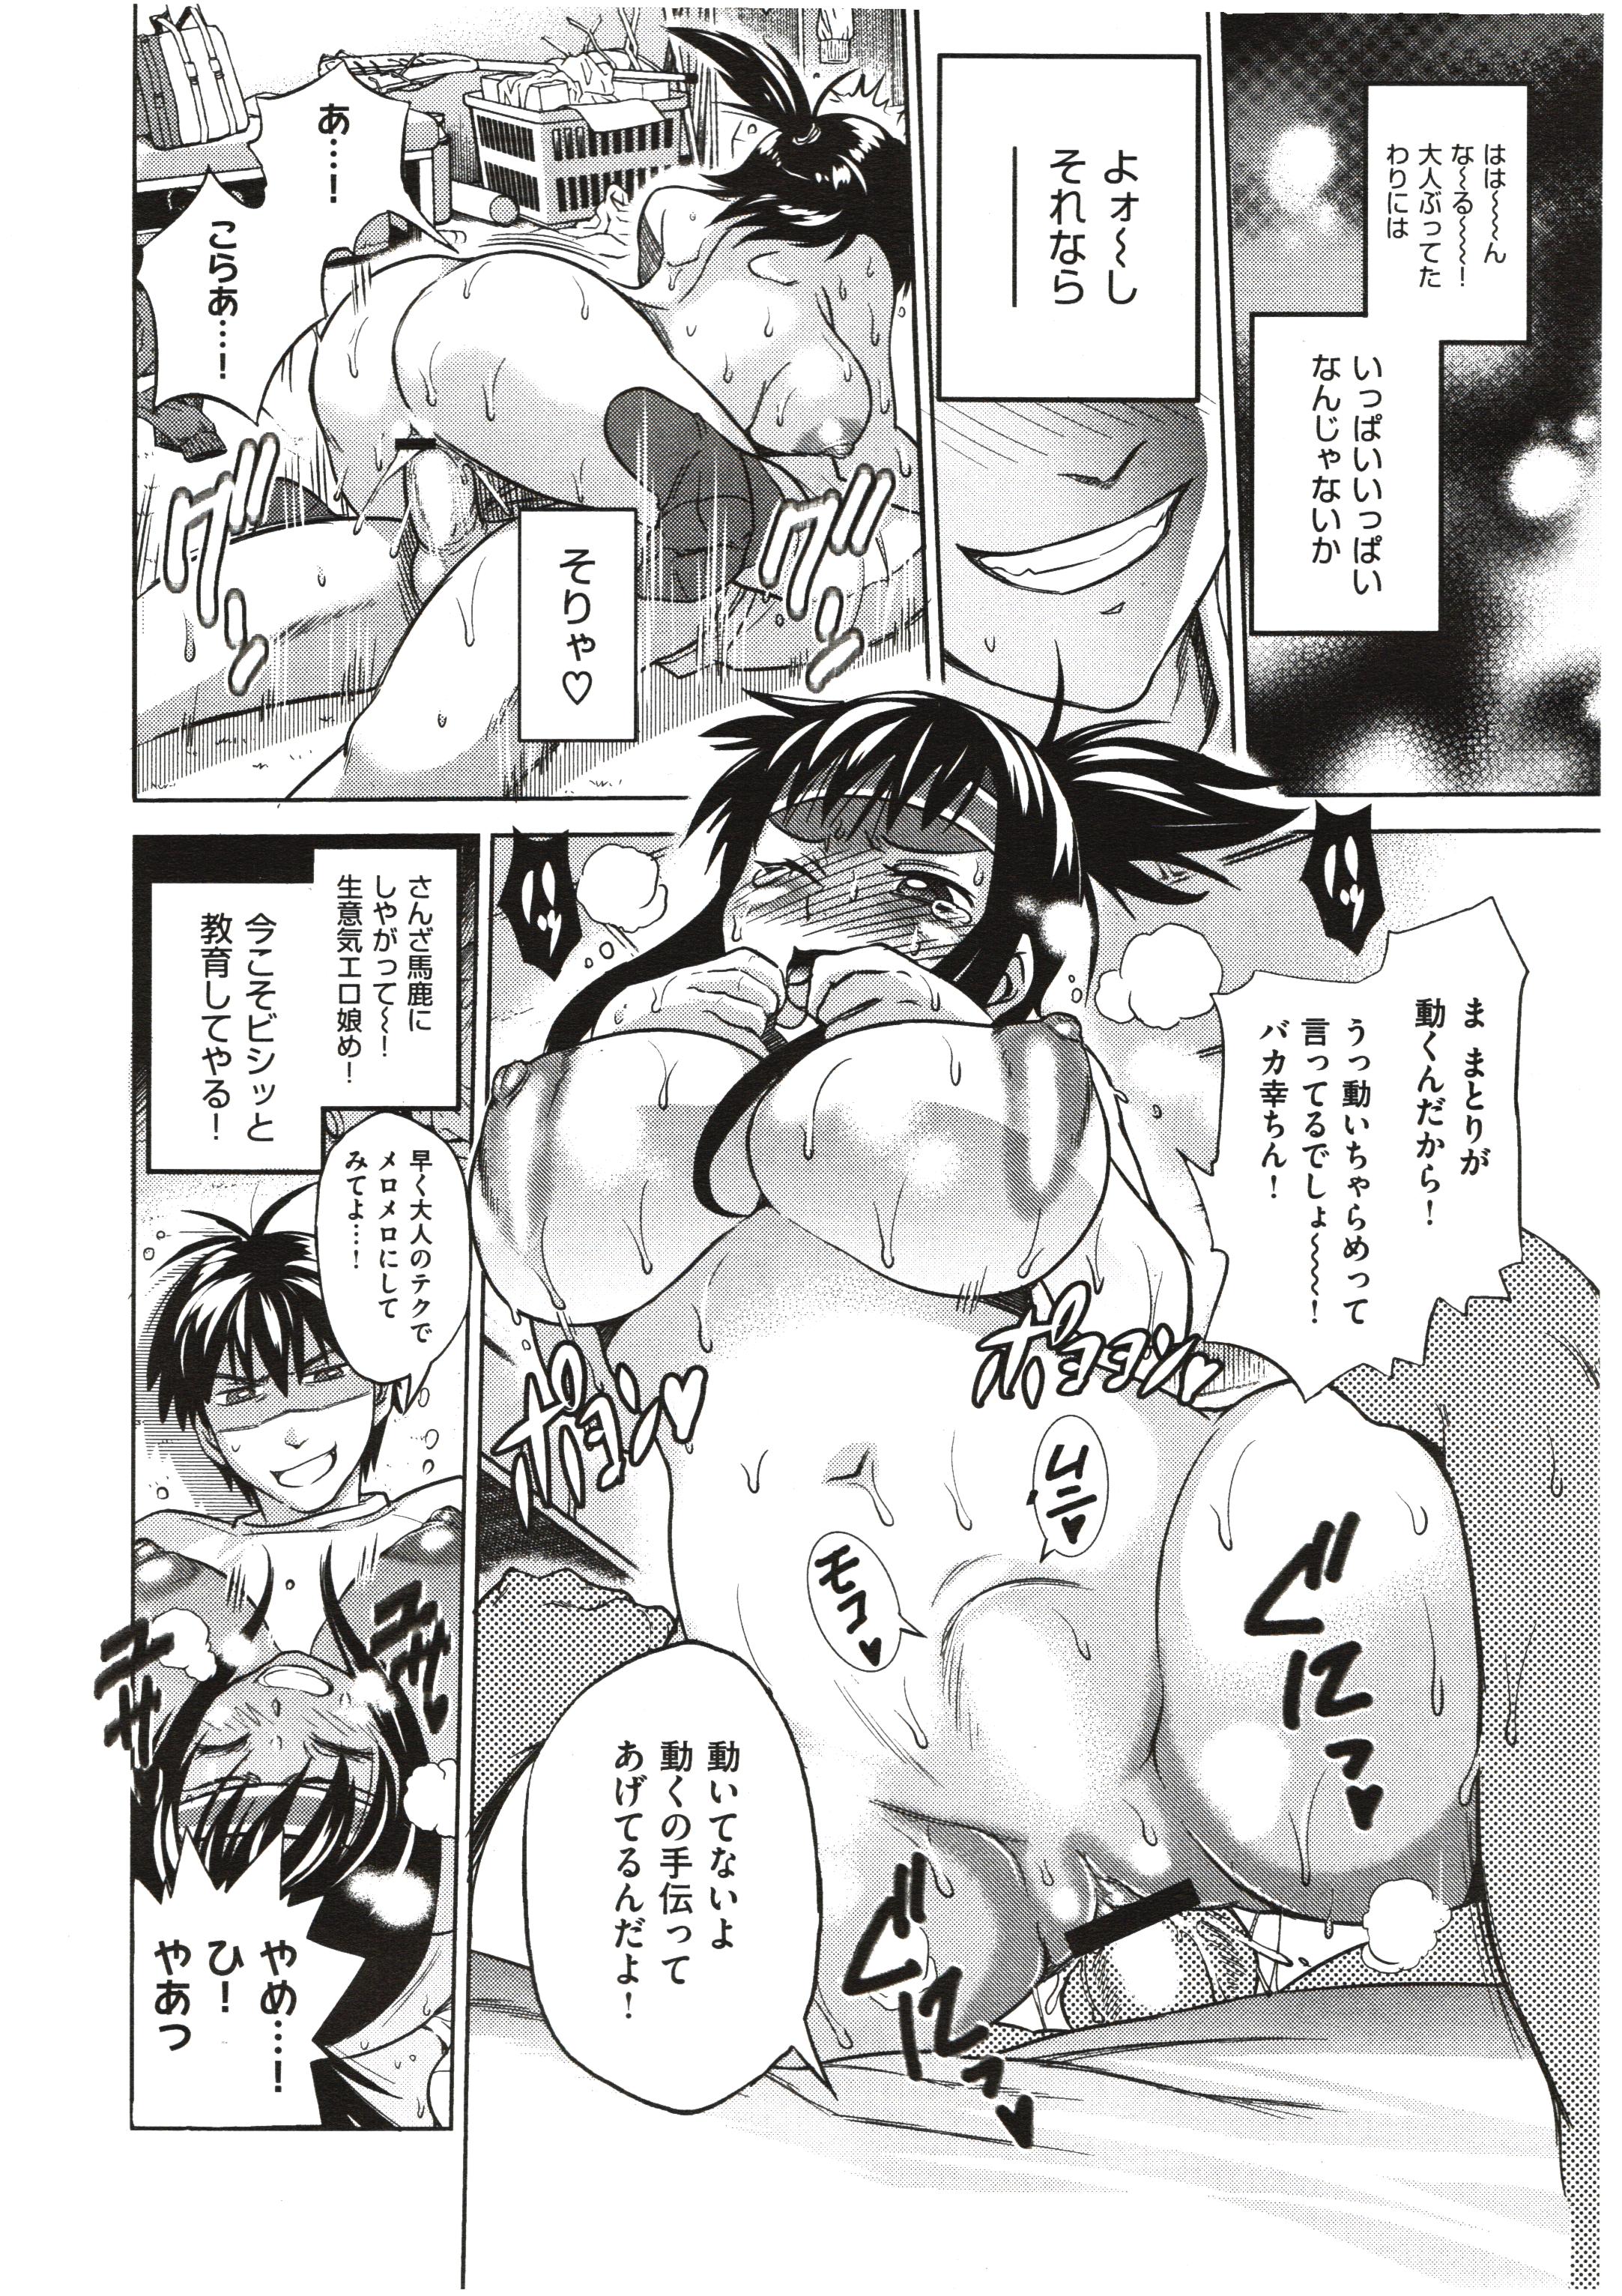 はは～～～ん
な～る～～～～！
大人ぶってた
わりには
いっぱいいっぱい
なんじゃないか
よォ～し
それなら
あ…！
こらぁ…！
そりゃ♡
グ
ン
グ
ン
ま まとりが
動くんだから！
うっ動いちゃらめって
言ってるでしょ～～～！
バカ幸ちん！
ムニ♥
モコ♥
ぐにっ♥
ぐにっ♥
動いてないよ
動くの手伝って
あげてるんだよ！
さんざ馬鹿に
しやがって～！
生意気エロ娘め！
今こそビシッと
教育してやる！
早く大人のテクで
メロメロにして
みてよ…！
やめ…！
ひ！
やあっ